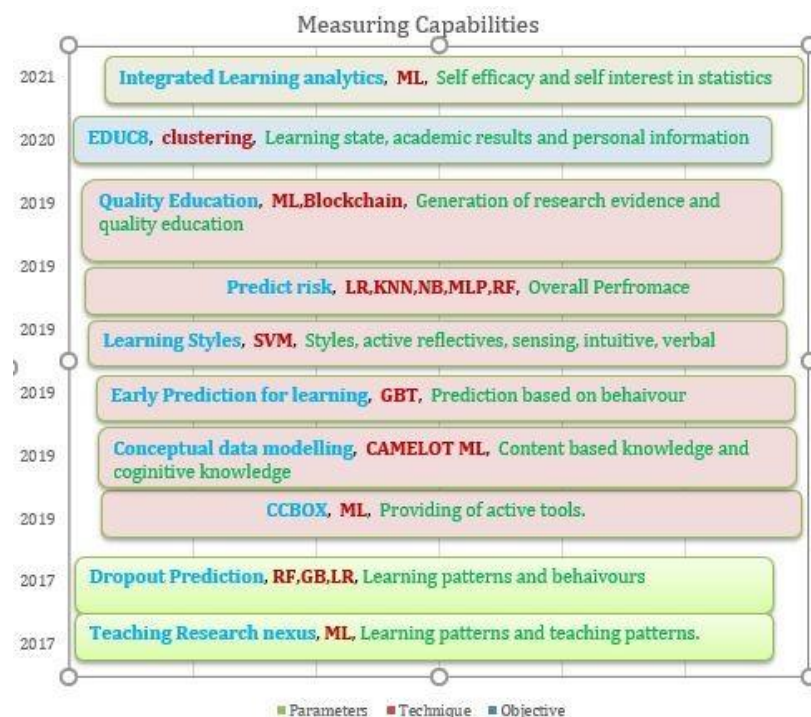 Measuring Capabilities
2021
Integrated Learning analytics, ML, Self efficacy and self interest in statistics
2020
EDUC8, clustering, Learning state, academic results and personal information
2019
Quality Education, ML,Blockchain, Generation of research evidence and
quality education
2019
Predict risk, LR,KNN,NB,MLP,RF, Overall Perfromace
2019
Learning Styles, SVM, Styles, active reflectives, sensing, intuitive, verbal
2019
Early Prediction for learning, GBT, Prediction based on behaivour
2019
Conceptual data modelling, CAMELOT ML, Content based knowledge and
coginitive knowledge
2019
CCBOX, ML, Providing of active tools.
2017
Dropout Prediction, RF,GB,LR, Learning patterns and behaivours
2017
Teaching Research nexus, ML, Learning patterns and teaching patterns.
Parameters Technique Objective